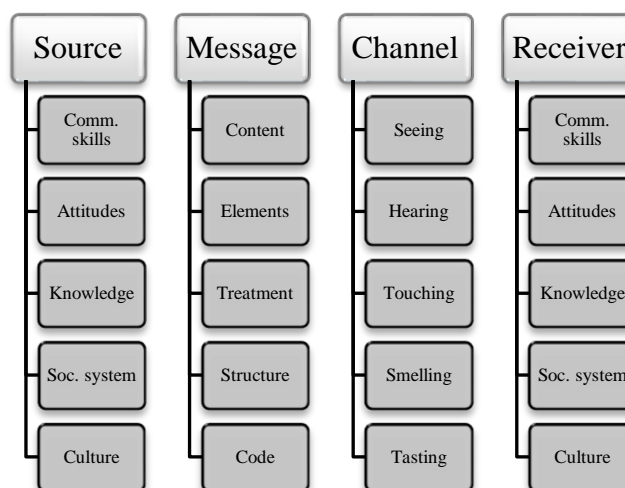 Source
Comm.
skills
Attitudes
Knowledge
Soc. system
Culture
Message
Content
Elements
Treatment
Structure
Code
Channel
Seeing
Hearing
Touching
Smelling
Tasting
Receiver
Comm.
skills
Attitudes
Knowledge
Soc. system
Culture